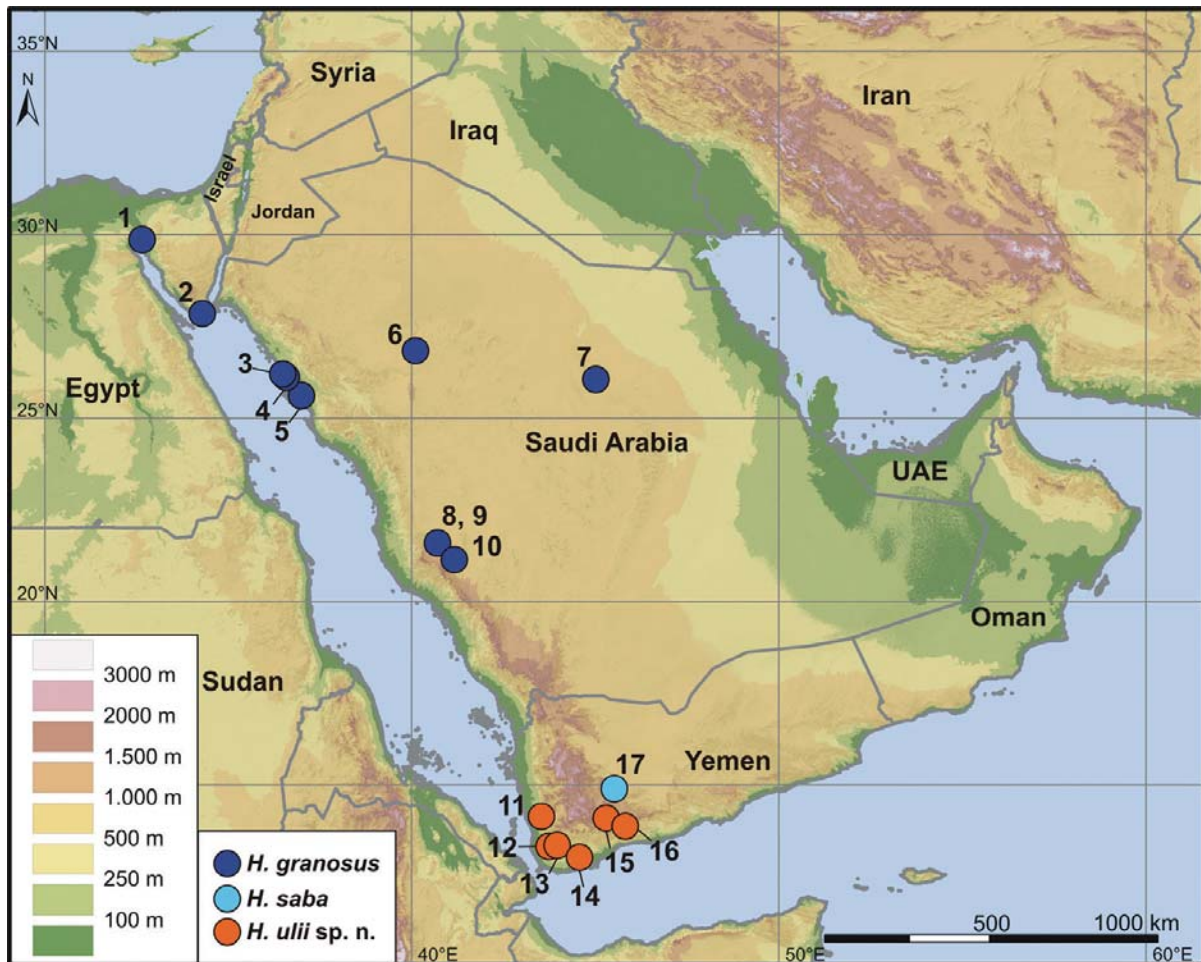 35°N
N
Syria
Iran
Iraq
Israel
Jordan
1
30°N
2
6
7
3
4
5
Egypt
25°N
Saudi Arabia
UAE
8, 9
10
20°N
Oman
3000 m
2000 m
1.500 m
1.000 m
500 m
250 m
100 m
Sudan
Yemen
17
11
12
13
14
15
16
H. granosus
H. saba
H. ulii sp. n.
500
1000 km
40°E
50°E
60°E